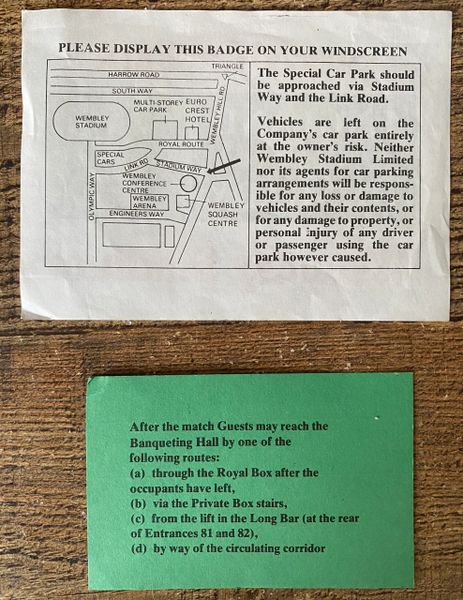 PLEASE DISPLAY THIS BADGE ON YOUR WINDSCREEN
TRIANGLE
HARROW ROAD
SOUTH WAY
MULTI-STOREY
CAR PARK
EURO
CREST
HOTEL
WEMBLEY HILL RD
WEMBLEY
STADIUM
ROYAL ROUTE
SPECIAL
CARS
LINK RD
STADIUM WAY
WEMBLEY
CONFERENCE
CENTRE
OLYMPIC WAY
WEMBLEY
ARENA
WEMBLEY
SQUASH
CENTRE
ENGINEERS WAY
The Special Car Park should
be approached via Stadium
Way and the Link Road.
Vehicles are left on the
Company's car park entirely
at the owner's risk. Neither
Wembley Stadium Limited
nor its agents for car parking
arrangements will be respons-
ible for any loss or damage to
vehicles and their contents, or
for any damage to property, or
personal injury of any driver
or passenger using the car
park however caused.
After the match Guests may reach the
Banqueting Hall by one of the
following routes:
(a) through the Royal Box after the
occupants have left,
(b) via the Private Box stairs,
(c) from the lift in the Long Bar (at the rear
of Entrances 81 and 82),
(d) by way of the circulating corridor